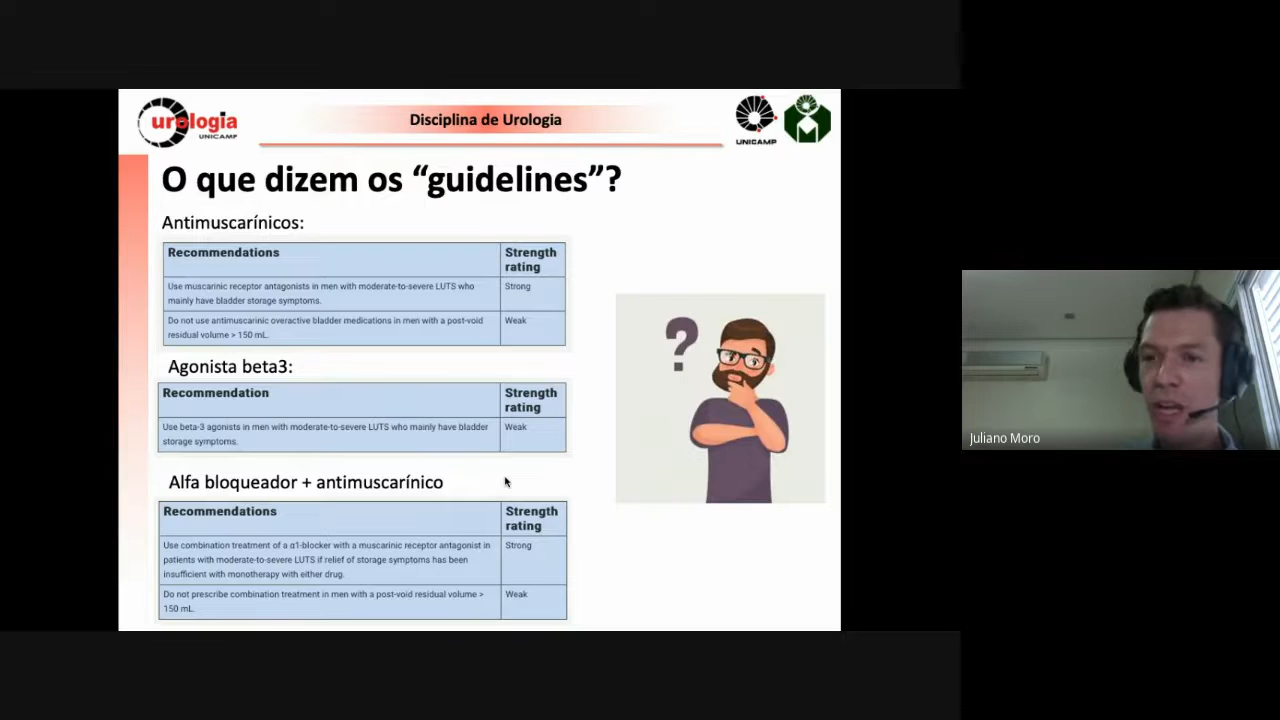 urologia
UNICAMP
Disciplina de Urologia
UNICAMP
O que dizem os “guidelines”?
Antimuscarínicos:
Recommendations
Strength
rating
Use muscarinic receptor antagonists in men with moderate-to-severe LUTS who
mainly have bladder storage symptoms.
Strong
Do not use antimuscarinic overactive bladder medications in men with a post-void
residual volume > 150 mL.
Weak
Agonista beta3:
Recommendation
Strength
rating
Use beta-3 agonists in men with moderate-to-severe LUTS who mainly have bladder
storage symptoms.
Weak
Alfa bloqueador + antimuscarínico
Recommendations
Strength
rating
Use combination treatment of a α1-blocker with a muscarinic receptor antagonist in
patients with moderate-to-severe LUTS if relief of storage symptoms has been
insufficient with monotherapy with either drug.
Strong
Do not prescribe combination treatment in men with a post-void residual volume >
150 mL.
Weak
?
Juliano Moro